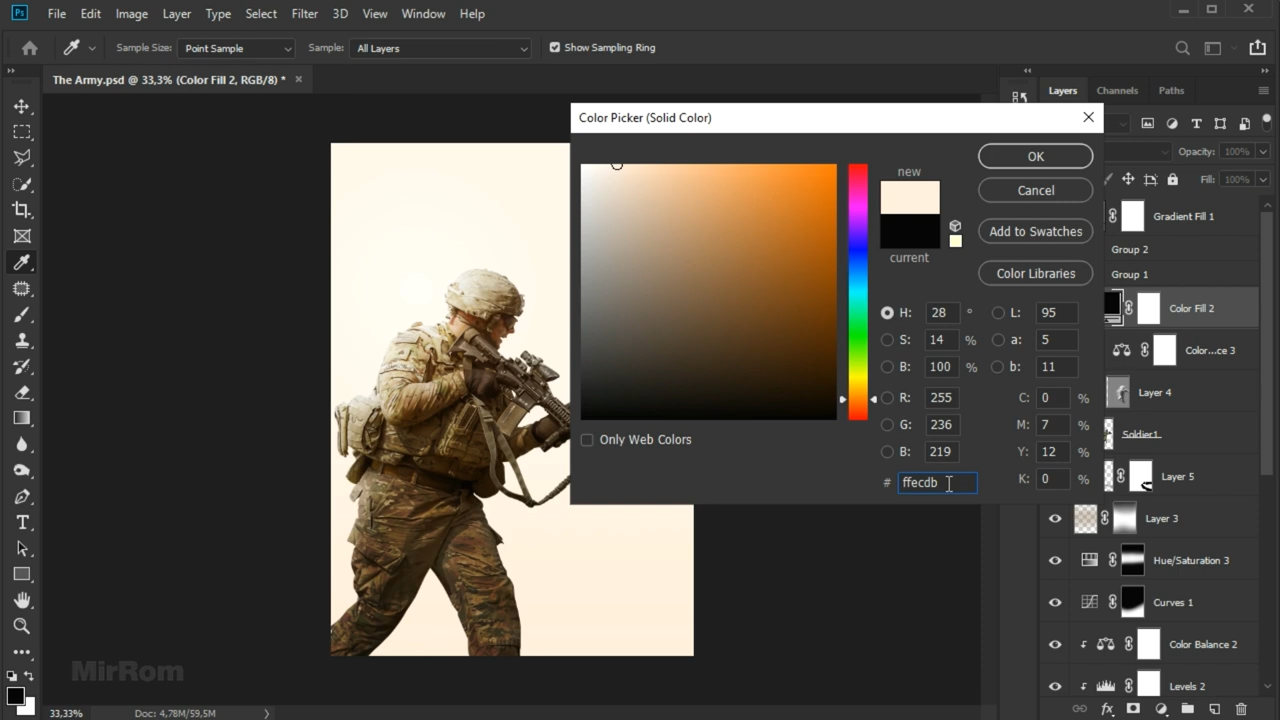 Ps File Edit Image Layer Type Select Filter 3D View Window Help
Sample Size: Point Sample Sample: All Layers Show Sampling Ring
The Army.psd @ 33,3% (Color Fill 2, RGB/8) *
Layers Channels Paths
Color Picker (Solid Color)
Opacity: 100%
Fill: 100%
new
current
OK
Cancel
Add to Swatches
Color Libraries
H: 28 °
S: 14 %
B: 100 %
R: 255
G: 236
B: 219
# ffecdb
L: 95
a: 5
b: 11
C: 0 %
M: 7 %
Y: 12 %
K: 0 %
Only Web Colors
Gradient Fill 1
Group 2
Group 1
Color Fill 2
Color...ce 3
Layer 4
Soldier1
Layer 5
Layer 3
Hue/Saturation 3
Curves 1
Color Balance 2
Levels 2
MirRom
33,33% Doc: 4,78M/59,5M